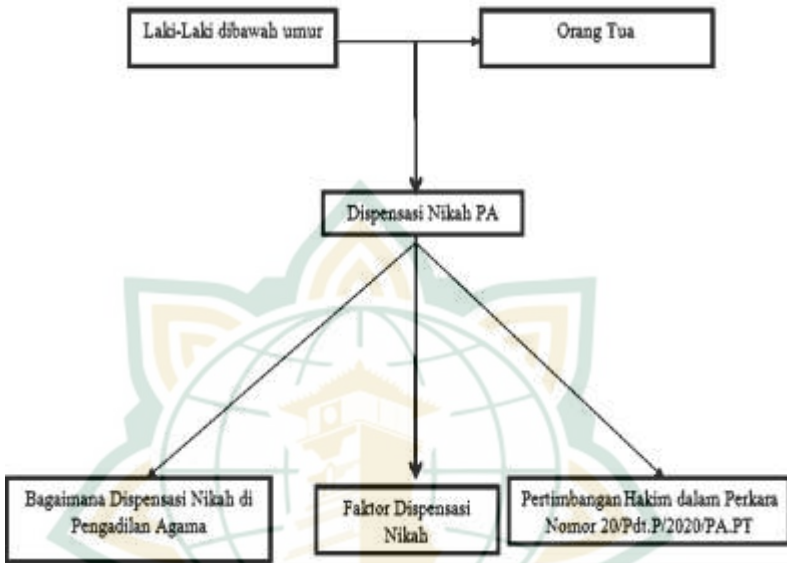 Laki-Laki dibawah umur
Orang Tua
Dispensasi Nikah PA
Bagaimana Dispensasi Nikah di
Pengadilan Agama
Faktor Dispensasi
Nikah
Pertimbangan Hakim dalam Perkara
Nomor 20/Pdt.P/2020/PA.PT